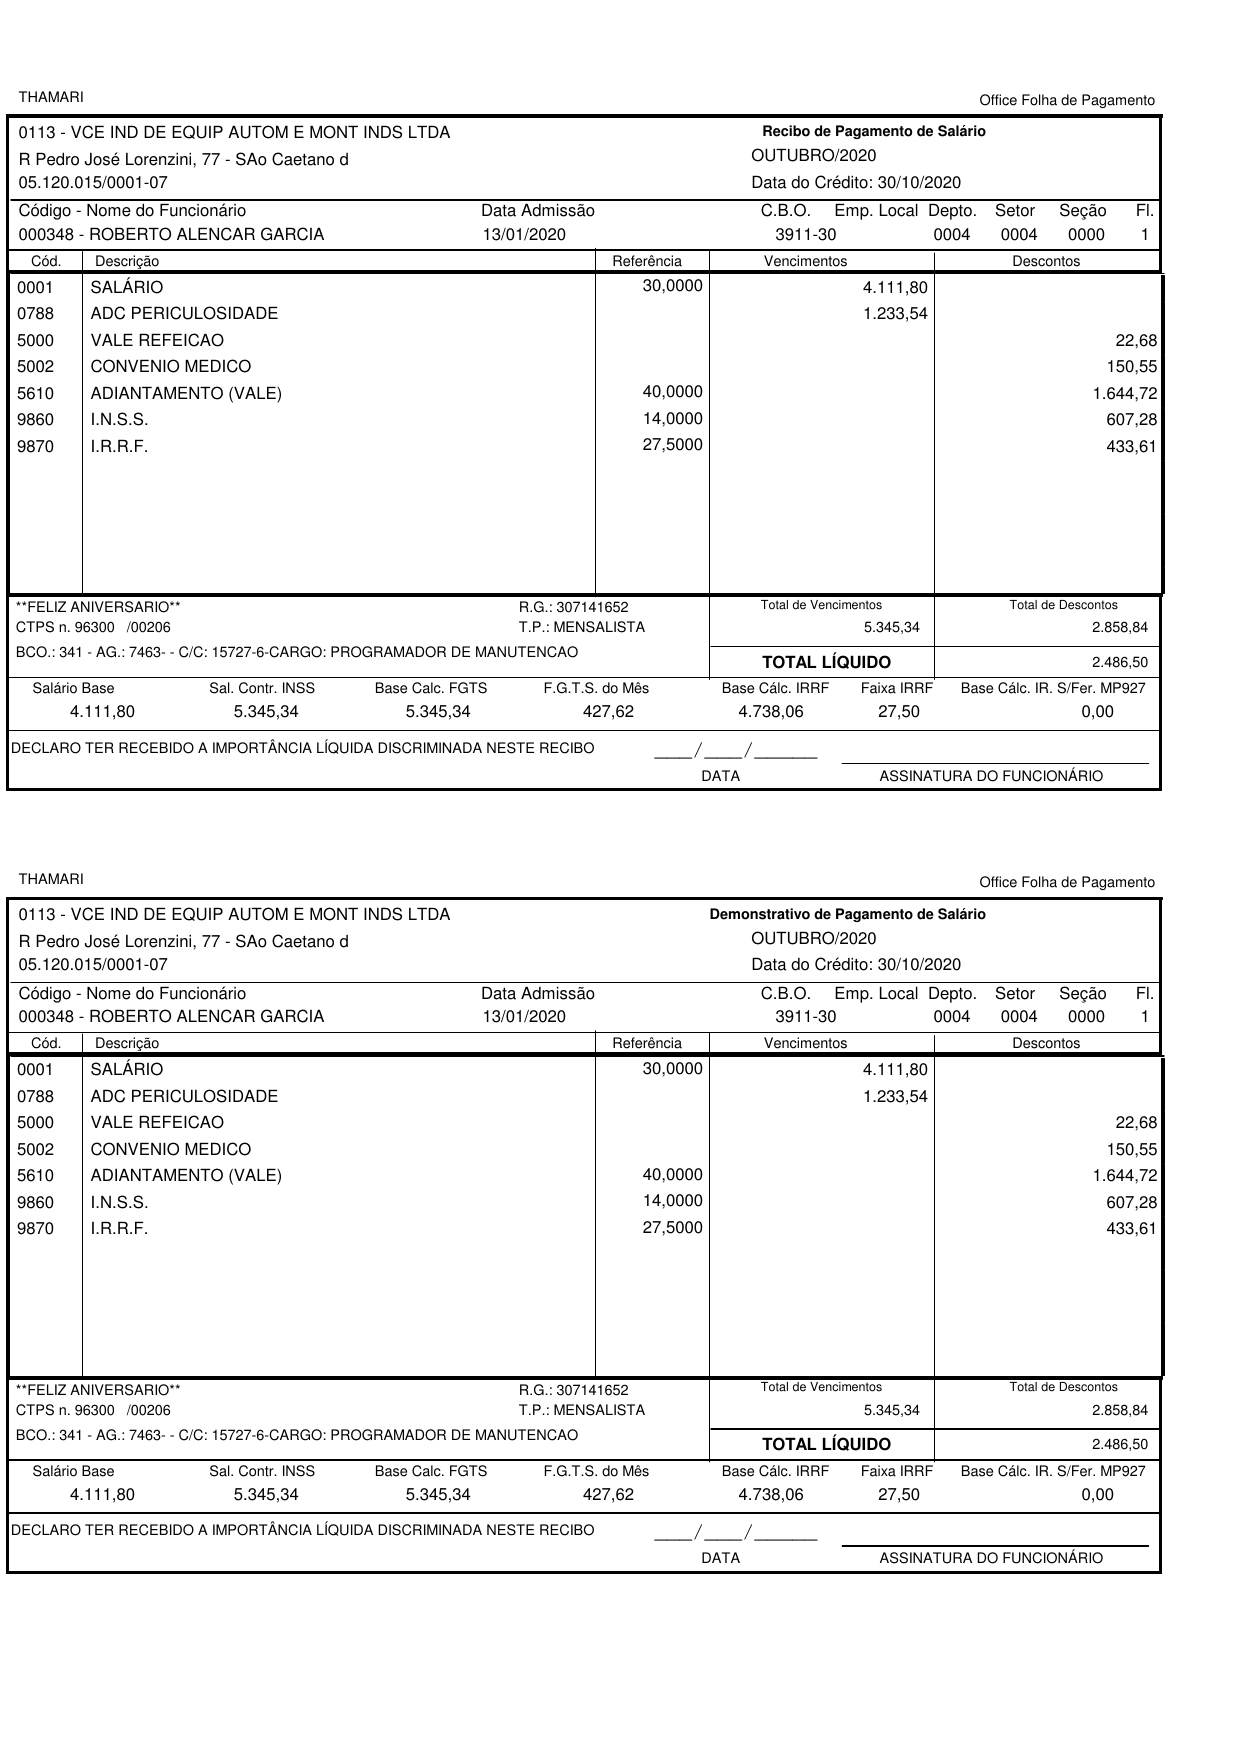 THAMARI Office Folha de Pagamento
0113 - VCE IND DE EQUIP AUTOM E MONT INDS LTDA Recibo de Pagamento de Salário
R Pedro José Lorenzini, 77 - SAo Caetano d OUTUBRO/2020
05.120.015/0001-07 Data do Crédito: 30/10/2020
Código - Nome do Funcionário Data Admissão C.B.O. Emp. Local Depto. Setor Seção Fl.
000348 - ROBERTO ALENCAR GARCIA 13/01/2020 3911-30 0004 0004 0000 1
Cód. Descrição Referência Vencimentos Descontos
0001 SALÁRIO 30,0000 4.111,80
0788 ADC PERICULOSIDADE 1.233,54
5000 VALE REFEICAO 22,68
5002 CONVENIO MEDICO 150,55
5610 ADIANTAMENTO (VALE) 40,0000 1.644,72
9860 I.N.S.S. 14,0000 607,28
9870 I.R.R.F. 27,5000 433,61
**FELIZ ANIVERSARIO** R.G.: 307141652 Total de Vencimentos Total de Descontos
CTPS n. 96300 /00206 T.P.: MENSALISTA 5.345,34 2.858,84
BCO.: 341 - AG.: 7463- - C/C: 15727-6-CARGO: PROGRAMADOR DE MANUTENCAO
TOTAL LÍQUIDO 2.486,50
Salário Base Sal. Contr. INSS Base Calc. FGTS F.G.T.S. do Mês Base Cálc. IRRF Faixa IRRF Base Cálc. IR. S/Fer. MP927
4.111,80 5.345,34 5.345,34 427,62 4.738,06 27,50 0,00
DECLARO TER RECEBIDO A IMPORTÂNCIA LÍQUIDA DISCRIMINADA NESTE RECIBO ____/____/______
DATA ASSINATURA DO FUNCIONÁRIO
THAMARI Office Folha de Pagamento
0113 - VCE IND DE EQUIP AUTOM E MONT INDS LTDA Demonstrativo de Pagamento de Salário
R Pedro José Lorenzini, 77 - SAo Caetano d OUTUBRO/2020
05.120.015/0001-07 Data do Crédito: 30/10/2020
Código - Nome do Funcionário Data Admissão C.B.O. Emp. Local Depto. Setor Seção Fl.
000348 - ROBERTO ALENCAR GARCIA 13/01/2020 3911-30 0004 0004 0000 1
Cód. Descrição Referência Vencimentos Descontos
0001 SALÁRIO 30,0000 4.111,80
0788 ADC PERICULOSIDADE 1.233,54
5000 VALE REFEICAO 22,68
5002 CONVENIO MEDICO 150,55
5610 ADIANTAMENTO (VALE) 40,0000 1.644,72
9860 I.N.S.S. 14,0000 607,28
9870 I.R.R.F. 27,5000 433,61
**FELIZ ANIVERSARIO** R.G.: 307141652 Total de Vencimentos Total de Descontos
CTPS n. 96300 /00206 T.P.: MENSALISTA 5.345,34 2.858,84
BCO.: 341 - AG.: 7463- - C/C: 15727-6-CARGO: PROGRAMADOR DE MANUTENCAO
TOTAL LÍQUIDO 2.486,50
Salário Base Sal. Contr. INSS Base Calc. FGTS F.G.T.S. do Mês Base Cálc. IRRF Faixa IRRF Base Cálc. IR. S/Fer. MP927
4.111,80 5.345,34 5.345,34 427,62 4.738,06 27,50 0,00
DECLARO TER RECEBIDO A IMPORTÂNCIA LÍQUIDA DISCRIMINADA NESTE RECIBO ____/____/______
DATA ASSINATURA DO FUNCIONÁRIO